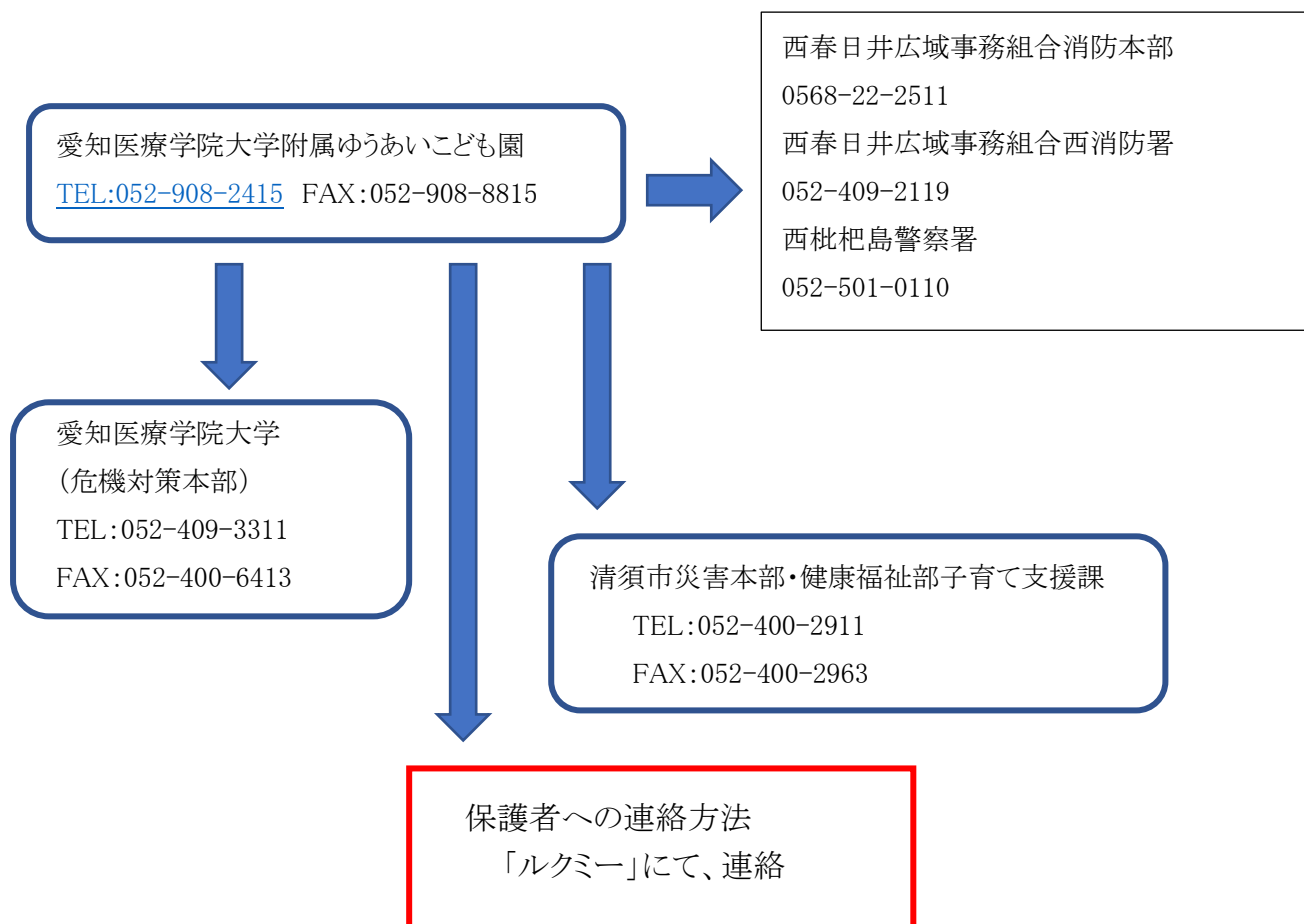 西春日井広域事務組合消防本部
0568-22-2511
西春日井広域事務組合西消防署
052-409-2119
西枇杷島警察署
052-501-0110
愛知医療学院大学附属ゆうあいこども園
TEL:052-908-2415 FAX:052-908-8815
愛知医療学院大学
(危機対策本部)
TEL:052-409-3311
FAX:052-400-6413
清須市災害本部・健康福祉部子育て支援課
TEL:052-400-2911
FAX:052-400-2963
保護者への連絡方法
「ルクミー」にて、連絡